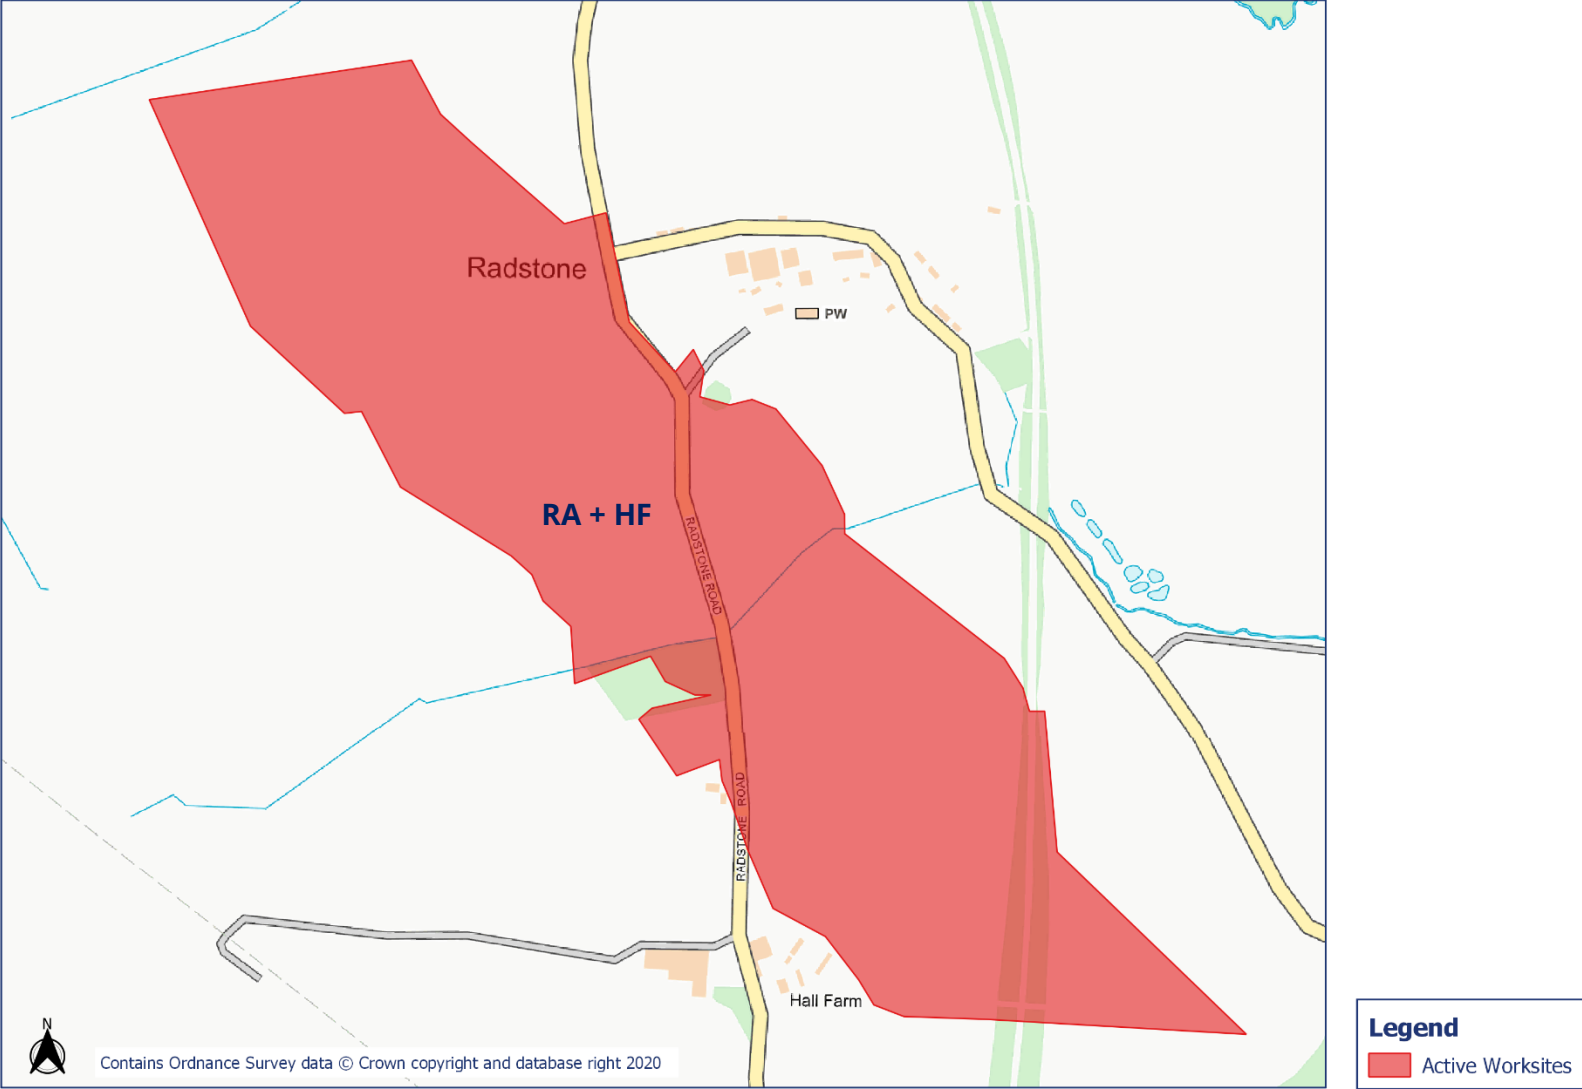 Radstone
PW
RA + HF
RADSTONE ROAD
RADSTONE ROAD
Hall Farm
N
Contains Ordnance Survey data © Crown copyright and database right 2020
Legend
Active Worksites